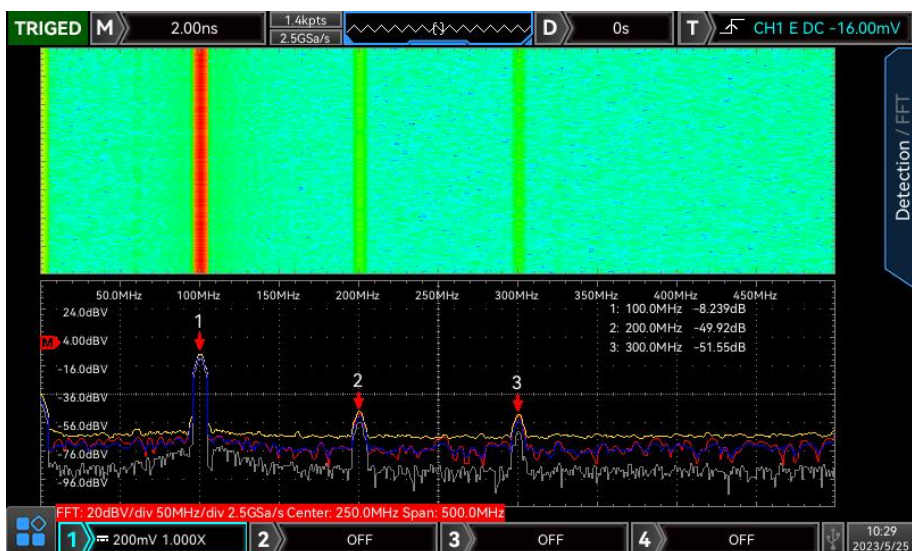 TRIGED M 2.00ns 1.4kpts D 0s T CH1 E DC -16.00mV
2.5GSa/s
Detection / FFT
50.0MHz 100MHz 150MHz 200MHz 250MHz 300MHz 350MHz 400MHz 450MHz
24.0dBV
1: 100.0MHz -8.239dB
1
2: 200.0MHz -49.92dB
M 4.00dBV
3: 300.0MHz -51.55dB
-16.0dBV
2 3
-36.0dBV
-56.0dBV
-76.0dBV
-96.0dBV
FFT: 20dBV/div 50MHz/div 2.5GSa/s Center: 250.0MHz Span: 500.0MHz
1 200mV 1.000X 2 OFF 3 OFF 4 OFF 10:29
2023/5/25